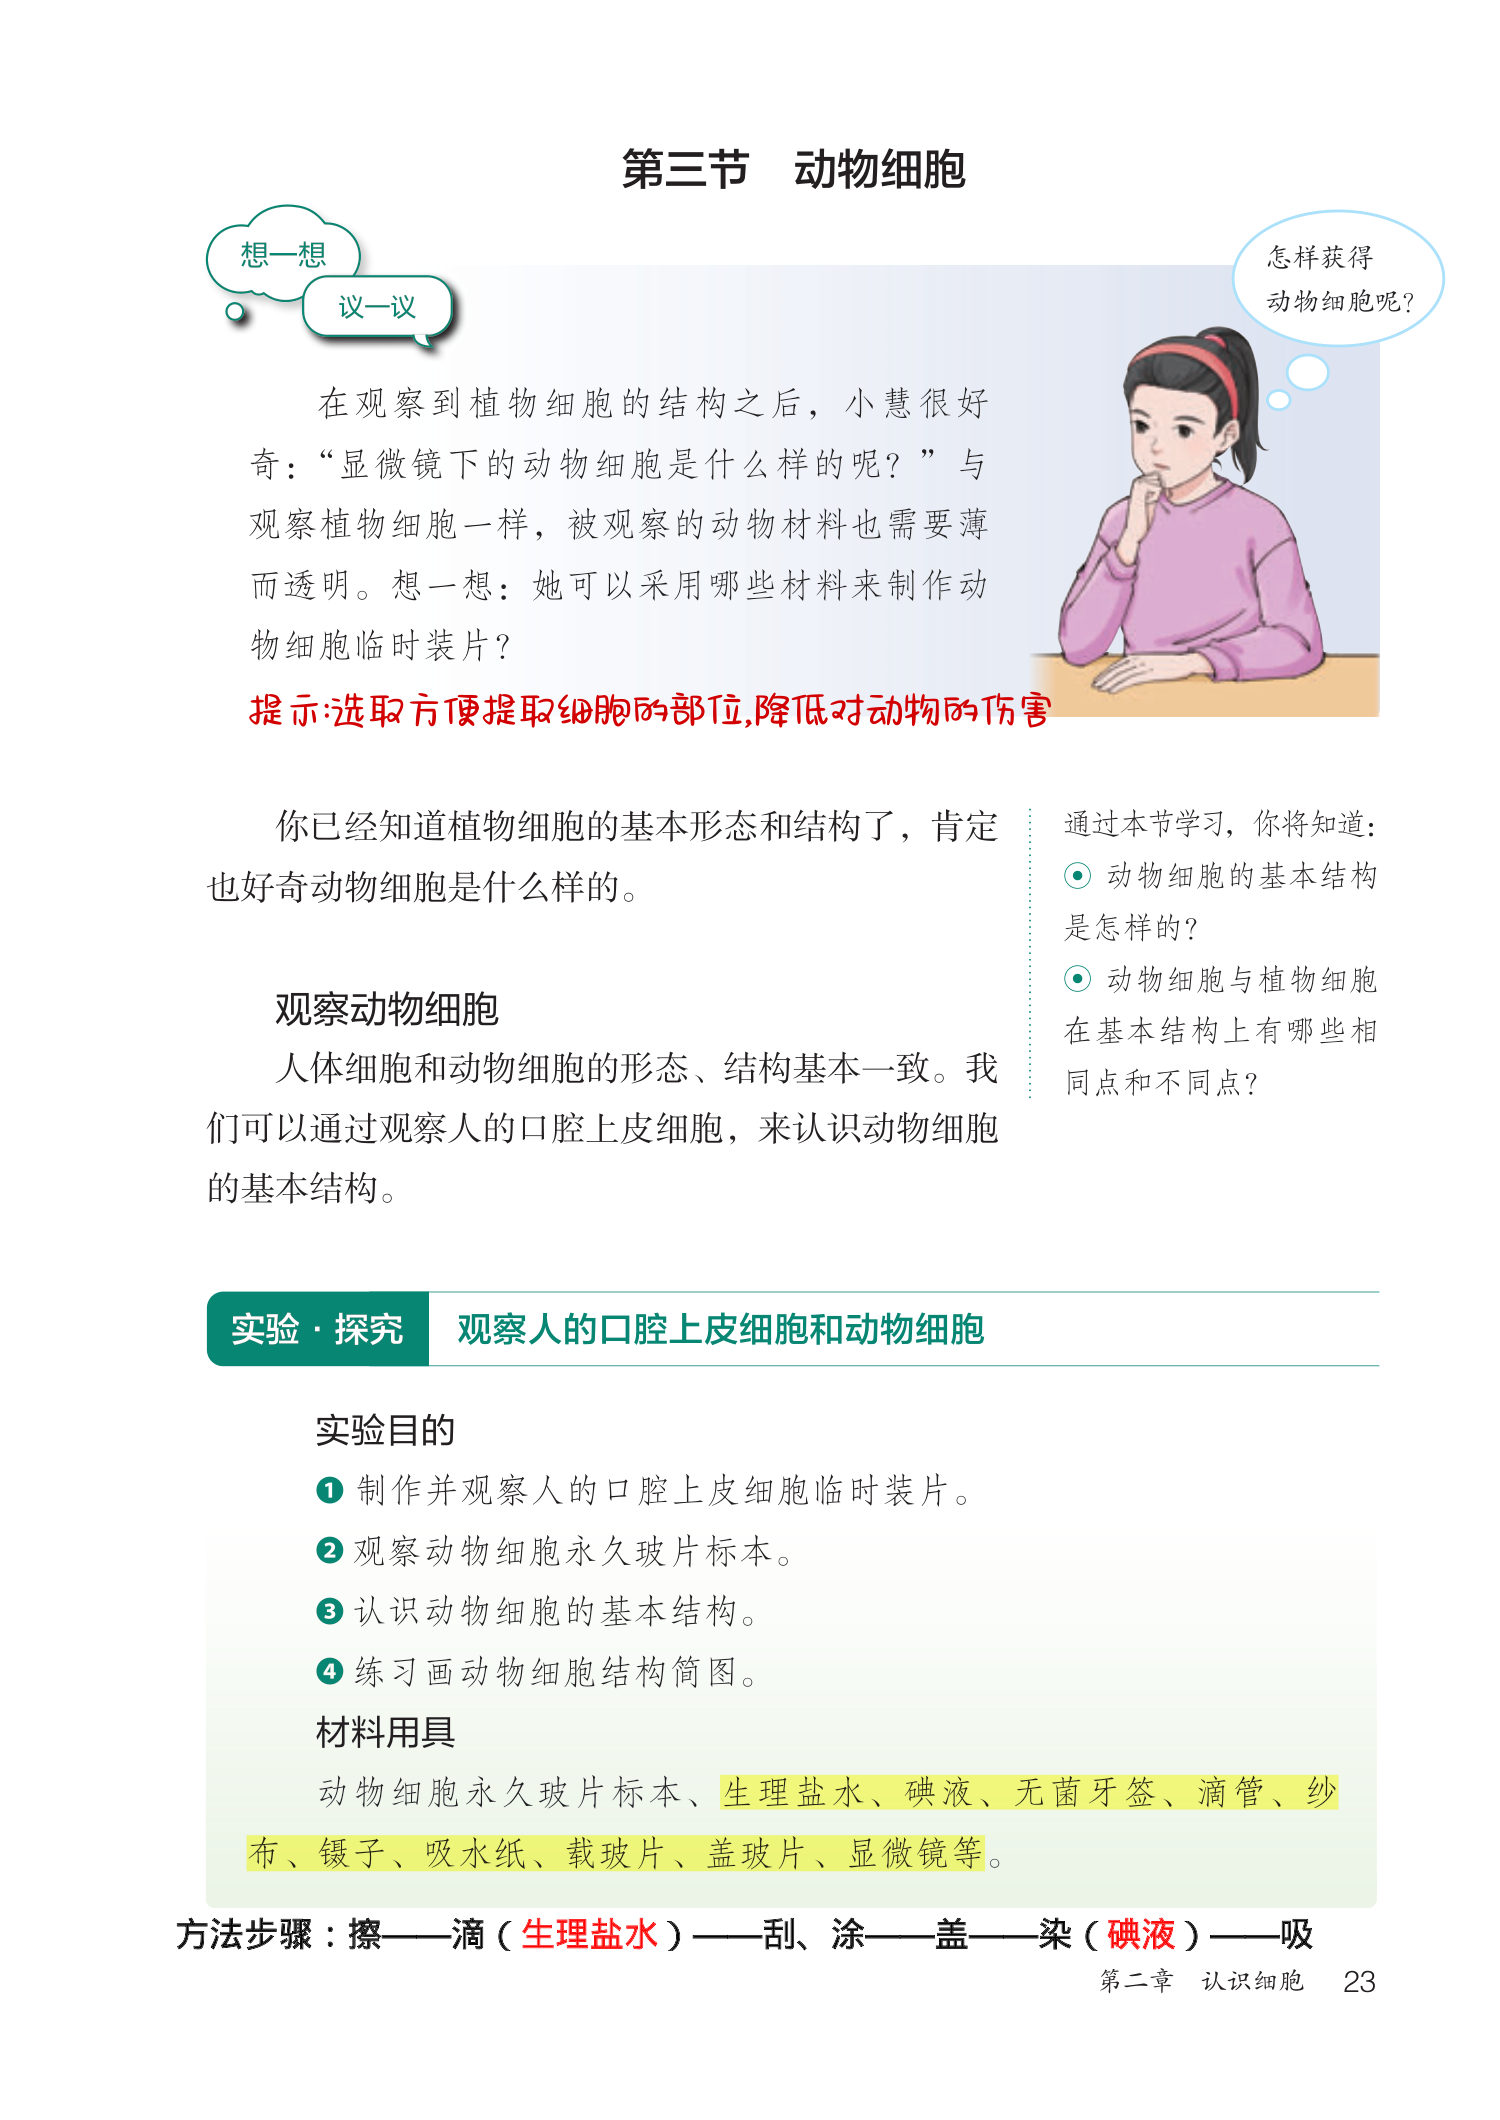 第三节 动物细胞
想一想
议一议
怎样获得
动物细胞呢？
在观察到植物细胞的结构之后，小慧很好
奇：“显微镜下的动物细胞是什么样的呢？”与
观察植物细胞一样，被观察的动物材料也需要薄
而透明。想一想：她可以采用哪些材料来制作动
物细胞临时装片？
提示:选取方便提取细胞的部位,降低对动物的伤害
你已经知道植物细胞的基本形态和结构了，肯定
也好奇动物细胞是什么样的。
通过本节学习，你将知道：
动物细胞的基本结构
是怎样的？
动物细胞与植物细胞
在基本结构上有哪些相
同点和不同点？
观察动物细胞
人体细胞和动物细胞的形态、结构基本一致。我
们可以通过观察人的口腔上皮细胞，来认识动物细胞
的基本结构。
实验·探究 观察人的口腔上皮细胞和动物细胞
实验目的
❶ 制作并观察人的口腔上皮细胞临时装片。
❷ 观察动物细胞永久玻片标本。
❸ 认识动物细胞的基本结构。
❹ 练习画动物细胞结构简图。
材料用具
动物细胞永久玻片标本、生理盐水、碘液、无菌牙签、滴管、纱
布、镊子、吸水纸、载玻片、盖玻片、显微镜等。
方法步骤：擦——滴（生理盐水）——刮、涂——盖——染（碘液）——吸
第二章 认识细胞 23